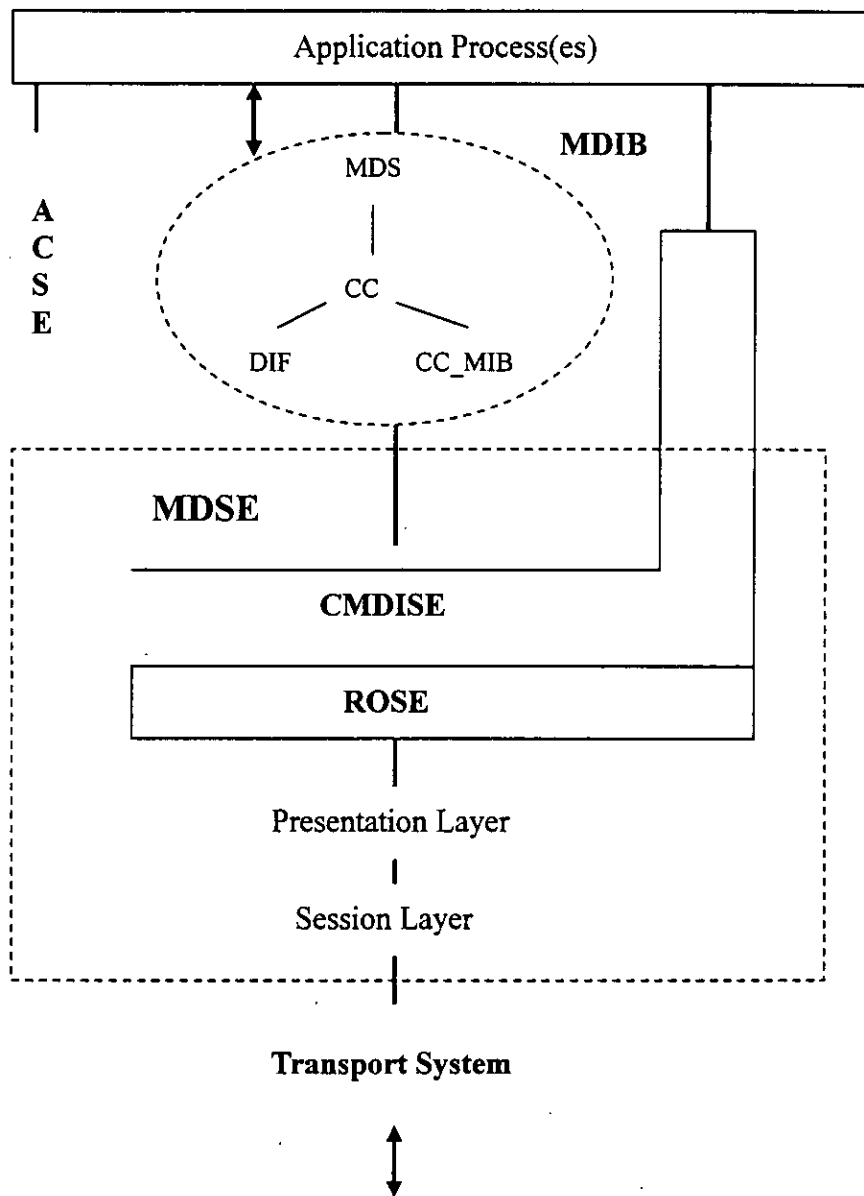 Application Process(es)
MDIB
MDS
A
C
S
E
CC
DIF CC_MIB
MDSE
CMDISE
ROSE
Presentation Layer
Session Layer
Transport System